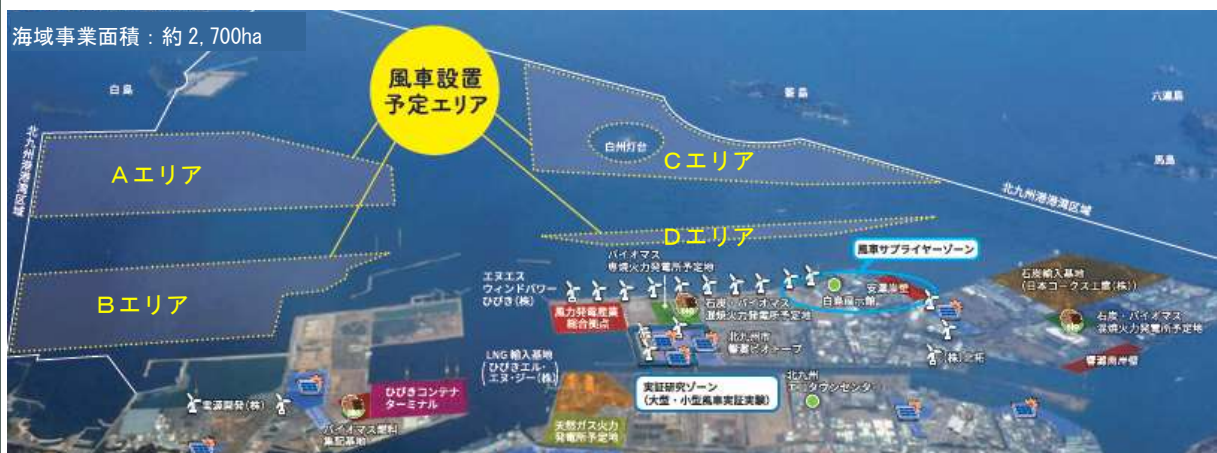 海域事業面積：約2,700ha
白島
風車設置
予定エリア
藍島
六連島
馬島
白州灯台
北九州港港湾区域
Aエリア
Cエリア
北九州港港湾区域
Dエリア
Bエリア
バイオマス
専焼火力発電所予定地
風車サプライヤーゾーン
エヌエス
ウィンドパワー
ひびき(株)
石炭輸入基地
(日本コークス工業(株))
安瀬岸壁
風力発電産業
総合拠点
石炭・バイオマス
混焼火力発電所予定地
白島展示館
石炭・バイオマス
混焼火力発電所予定地
北九州市
響灘ビオトープ
(株)北拓
響灘南岸壁
LNG輸入基地
(ひびきエル・
エヌ・ジー(株))
実証研究ゾーン
(大型・小型風車実証実験)
北九州
エコタウンセンター
電源開発(株)
ひびきコンテナ
ターミナル
バイオマス燃料
集配基地
天然ガス火力
発電所予定地